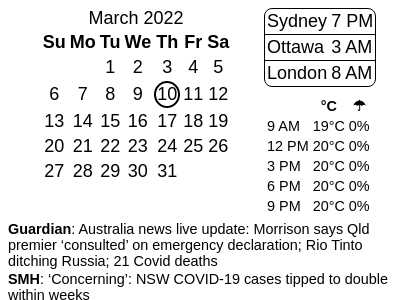 March 2022
Su Mo Tu We Th Fr Sa
1 2 3 4 5
6 7 8 9 10 11 12
13 14 15 16 17 18 19
20 21 22 23 24 25 26
27 28 29 30 31
Sydney 7 PM
Ottawa 3 AM
London 8 AM
°C ☂
9 AM 19°C 0%
12 PM 20°C 0%
3 PM 20°C 0%
6 PM 20°C 0%
9 PM 20°C 0%
Guardian: Australia news live update: Morrison says Qld
premier ‘consulted’ on emergency declaration; Rio Tinto
ditching Russia; 21 Covid deaths
SMH: ‘Concerning’: NSW COVID-19 cases tipped to double
within weeks